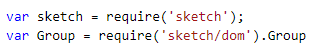 var sketch = require('sketch');
var Group = require('sketch/dom').Group